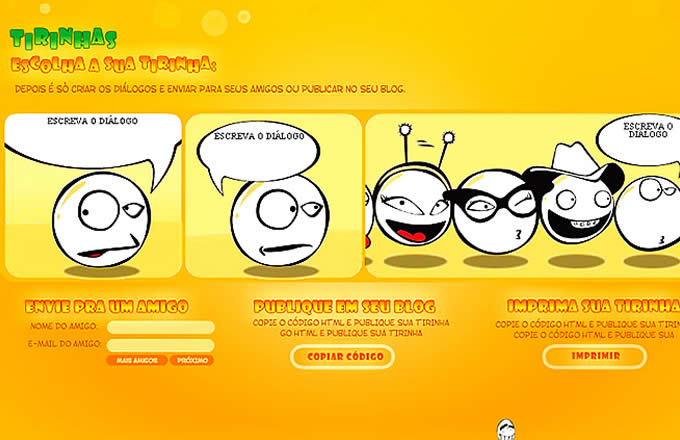 TIRINHAS
ESCOLHA A SUA TIRINHA:
DEPOIS É SÓ CRIAR OS DIÁLOGOS E ENVIAR PARA SEUS AMIGOS OU PUBLICAR NO SEU BLOG.
ESCREVA O DIÁLOGO
ESCREVA O DIÁLOGO
ESCREVA O
DIÁLOGO
ENVIE PRA UM AMIGO
NOME DO AMIGO:
E-MAIL DO AMIGO:
MAIS AMIGOS
PRÓXIMO
PUBLIQUE EM SEU BLOG
COPIE O CÓDIGO HTML E PUBLIQUE SUA TIRINHA
GO HTML E PUBLIQUE SUA TIRINHA
COPIAR CÓDIGO
IMPRIMA SUA TIRINHA
COPIE O CÓDIGO HTML E PUBLIQUE SUA TIRIN
COPIE O CÓDIGO HTML E PUBLIQUE SUA
IMPRIMIR